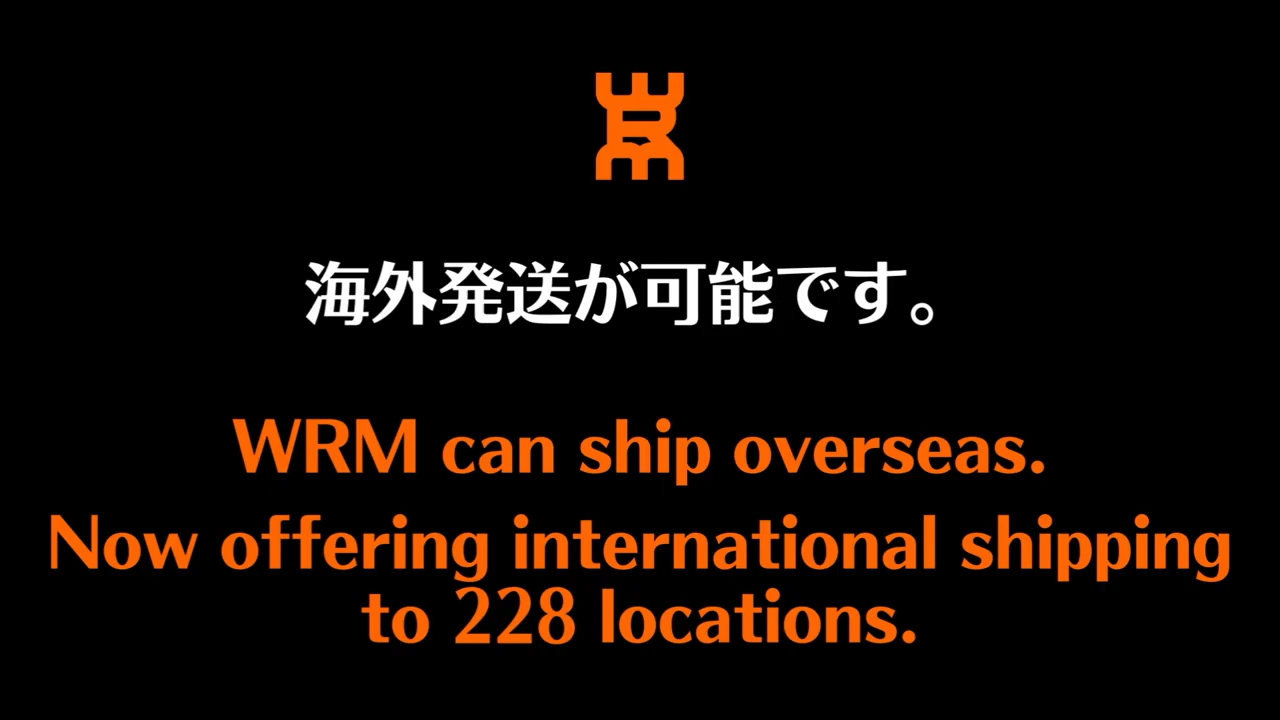 海外発送が可能です。
WRM can ship overseas.
Now offering international shipping
to 228 locations.